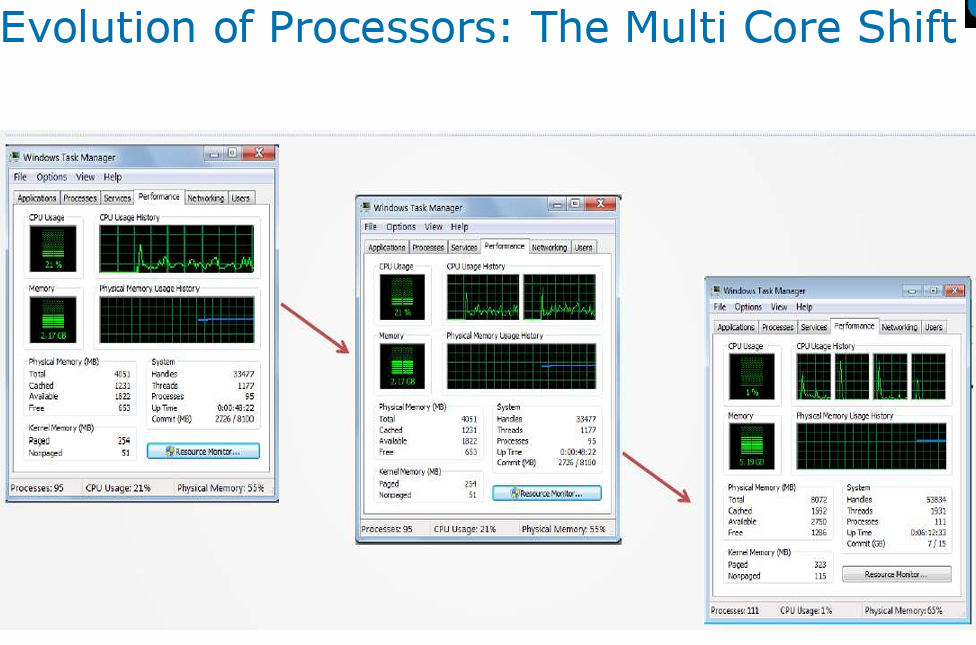 Evolution of Processors: The Multi Core Shift
Windows Task Manager
File Options View Help
Applications Processes Services Performance Networking Users
CPU Usage CPU Usage History
21 %
Memory Physical Memory Usage History
2.17 GB
Physical Memory (MB) System
Total 4051 Handles 33477
Cached 1231 Threads 1177
Available 1822 Processes 95
Free 653 Up Time 0:00:48:22
Commit (MB) 2726 / 8100
Kernel Memory (MB)
Paged 254
Nonpaged 51
Resource Monitor...
Processes: 95 CPU Usage: 21% Physical Memory: 55%
Windows Task Manager
File Options View Help
Applications Processes Services Performance Networking Users
CPU Usage CPU Usage History
21 %
Memory Physical Memory Usage History
2.17 GB
Physical Memory (MB) System
Total 4051 Handles 33477
Cached 1231 Threads 1177
Available 1822 Processes 95
Free 653 Up Time 0:00:48:22
Commit (MB) 2726 / 8100
Kernel Memory (MB)
Paged 254
Nonpaged 51
Resource Monitor...
Processes: 95 CPU Usage: 21% Physical Memory: 55%
Windows Task Manager
File Options View Help
Applications Processes Services Performance Networking Users
CPU Usage CPU Usage History
1 %
Memory Physical Memory Usage History
5.19 GB
Physical Memory (MB) System
Total 8072 Handles 53834
Cached 1592 Threads 1931
Available 2750 Processes 111
Free 1286 Up Time 0:06:12:33
Commit (GB) 7 / 15
Kernel Memory (MB)
Paged 323
Nonpaged 115
Resource Monitor...
Processes: 111 CPU Usage: 1% Physical Memory: 65%